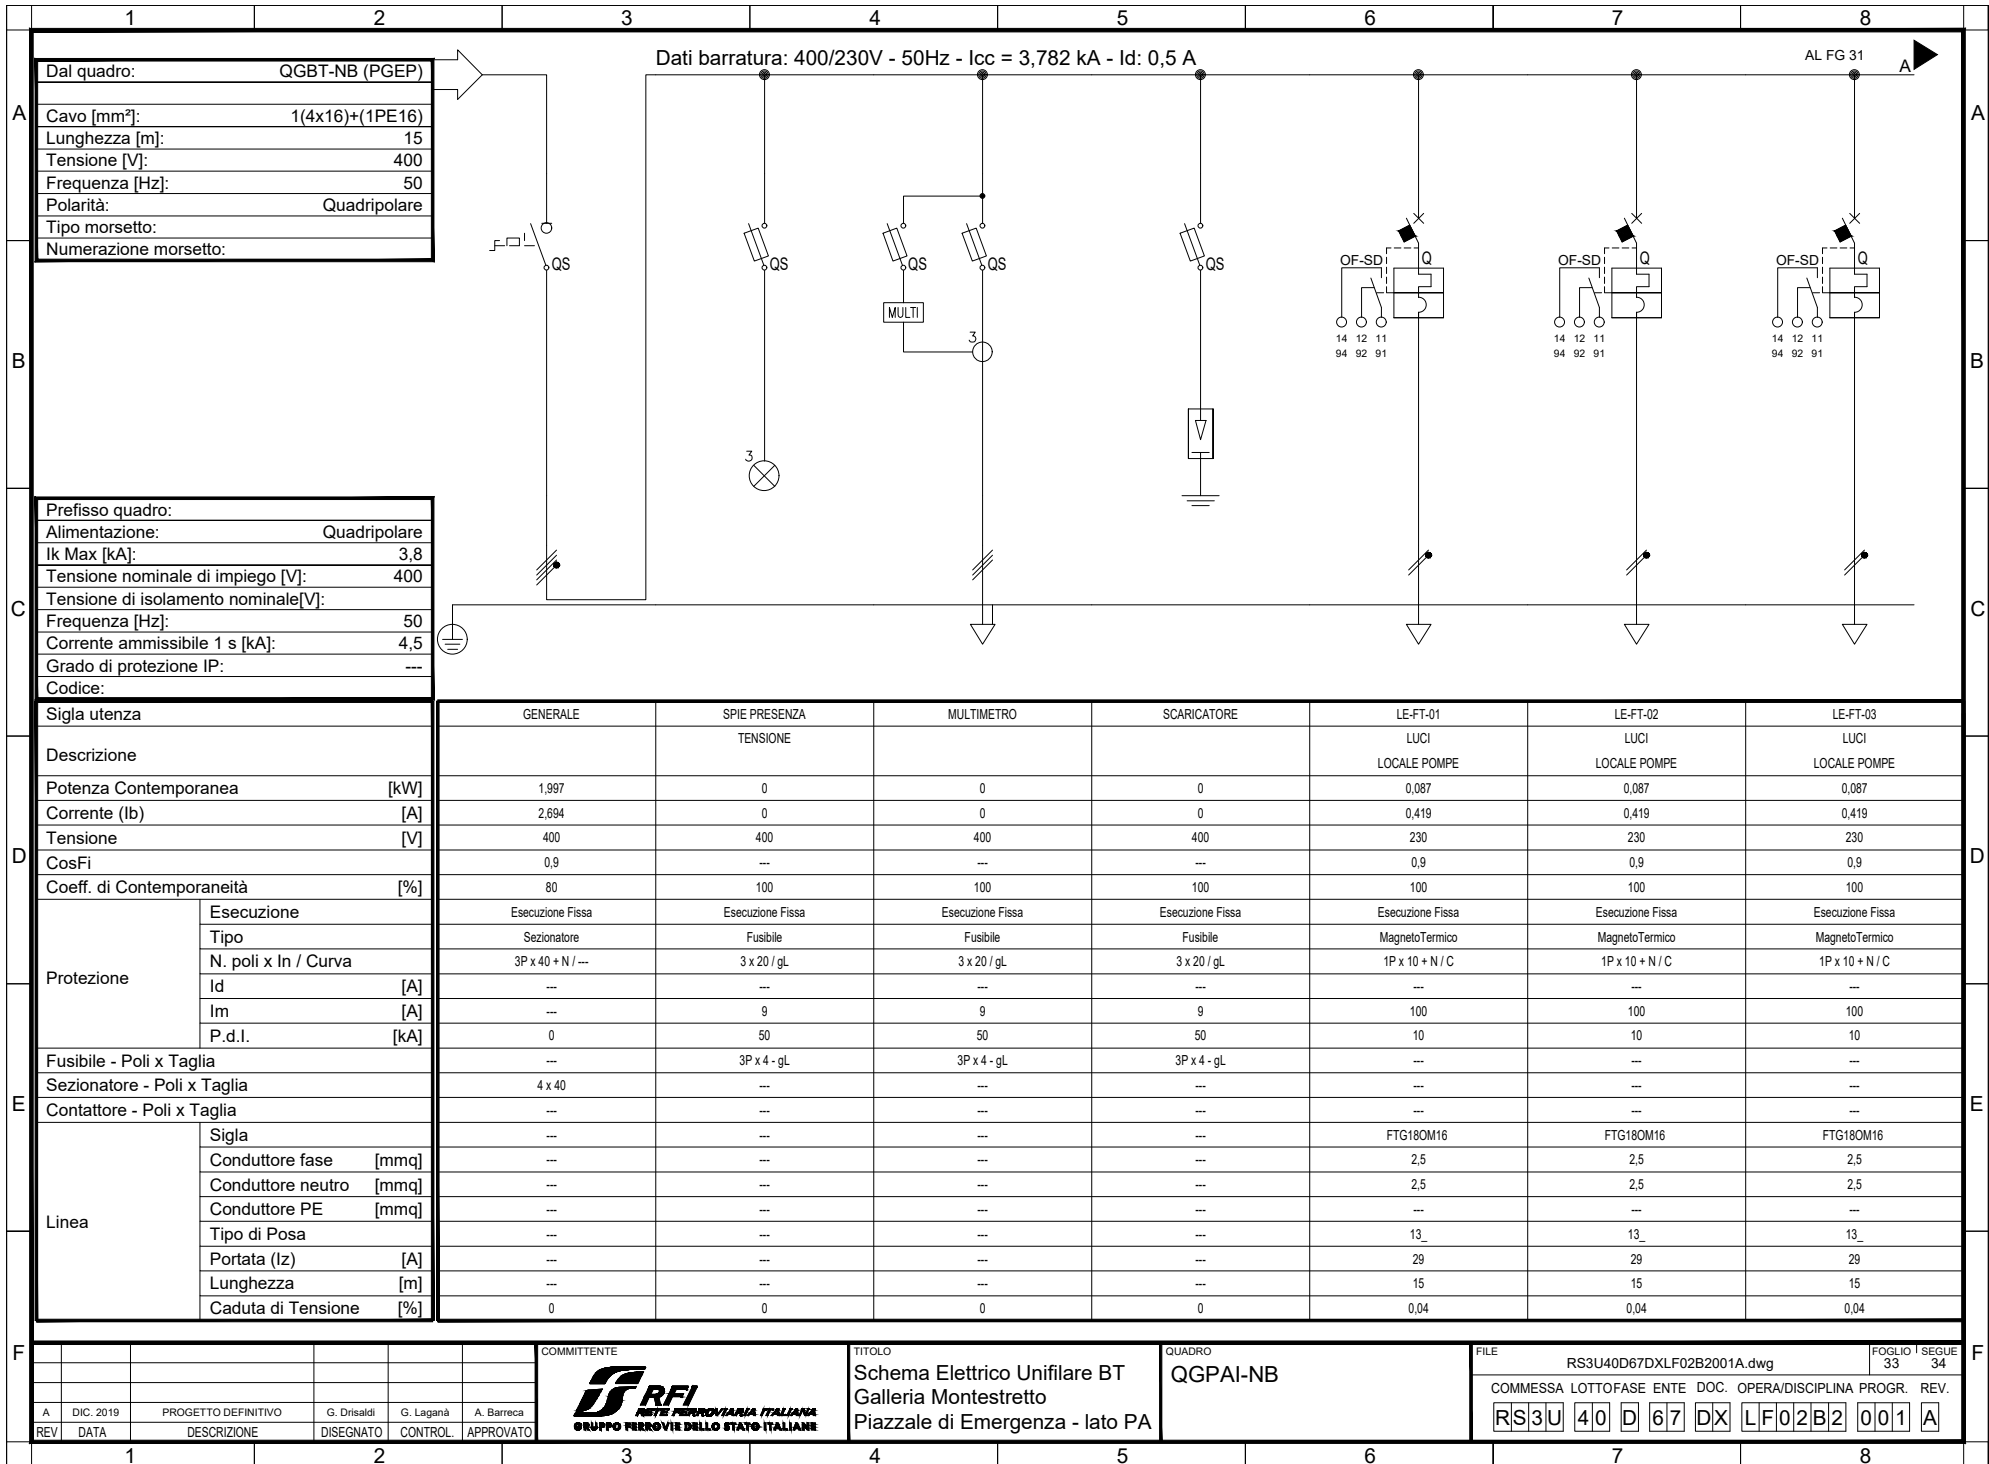 1 2 3 4 5 6 7 8
Dati barratura: 400/230V - 50Hz - Icc = 3,782 kA - Id: 0,5 A
AL FG 31
A
Dal quadro: QGBT-NB (PGEP)
Cavo [mm²]: 1(4x16)+(1PE16)
Lunghezza [m]: 15
Tensione [V]: 400
Frequenza [Hz]: 50
Polarità: Quadripolare
Tipo morsetto:
Numerazione morsetto:
A A
QS QS QS QS QS
OF-SD Q OF-SD Q OF-SD Q
MULTI
3
14 12 11 14 12 11 14 12 11
94 92 91 94 92 91 94 92 91
B B
3
Prefisso quadro:
Alimentazione: Quadripolare
Ik Max [kA]: 3,8
Tensione nominale di impiego [V]: 400
Tensione di isolamento nominale[V]:
Frequenza [Hz]: 50
Corrente ammissibile 1 s [kA]: 4,5
Grado di protezione IP: ---
Codice:
C C
Sigla utenza GENERALE SPIE PRESENZA MULTIMETRO SCARICATORE LE-FT-01 LE-FT-02 LE-FT-03
Descrizione TENSIONE LUCI LUCI LUCI
LOCALE POMPE LOCALE POMPE LOCALE POMPE
Potenza Contemporanea [kW] 1,997 0 0 0 0,087 0,087 0,087
Corrente (Ib) [A] 2,694 0 0 0 0,419 0,419 0,419
Tensione [V] 400 400 400 400 230 230 230
D D
CosFi 0,9 --- --- --- 0,9 0,9 0,9
Coeff. di Contemporaneità [%] 80 100 100 100 100 100 100
Protezione
Esecuzione Esecuzione Fissa Esecuzione Fissa Esecuzione Fissa Esecuzione Fissa Esecuzione Fissa Esecuzione Fissa Esecuzione Fissa
Tipo Sezionatore Fusibile Fusibile Fusibile MagnetoTermico MagnetoTermico MagnetoTermico
N. poli x In / Curva 3P x 40 + N / --- 3 x 20 / gL 3 x 20 / gL 3 x 20 / gL 1P x 10 + N / C 1P x 10 + N / C 1P x 10 + N / C
Id [A] --- --- --- --- --- --- ---
Im [A] --- 9 9 9 100 100 100
P.d.I. [kA] 0 50 50 50 10 10 10
Fusibile - Poli x Taglia --- 3P x 4 - gL 3P x 4 - gL 3P x 4 - gL --- --- ---
Sezionatore - Poli x Taglia 4 x 40 --- --- --- --- --- ---
E E
Contattore - Poli x Taglia --- --- --- --- --- --- ---
Linea
Sigla --- --- --- --- FTG18OM16 FTG18OM16 FTG18OM16
Conduttore fase [mmq] --- --- --- --- 2,5 2,5 2,5
Conduttore neutro [mmq] --- --- --- --- 2,5 2,5 2,5
Conduttore PE [mmq] --- --- --- --- --- --- ---
Tipo di Posa --- --- --- --- 13_ 13_ 13_
Portata (Iz) [A] --- --- --- --- 29 29 29
Lunghezza [m] --- --- --- --- 15 15 15
Caduta di Tensione [%] 0 0 0 0 0,04 0,04 0,04
F F
A DIC. 2019 PROGETTO DEFINITIVO G. Drisaldi G. Laganà A. Barreca
REV DATA DESCRIZIONE DISEGNATO CONTROL. APPROVATO
COMMITTENTE
RFI
RETE FERROVIARIA ITALIANA
GRUPPO FERROVIE DELLO STATO ITALIANE
TITOLO
Schema Elettrico Unifilare BT
Galleria Montestretto
Piazzale di Emergenza - lato PA
QUADRO
QGPAI-NB
FILE
RS3U40D67DXLF02B2001A.dwg
FOGLIO SEGUE
33 34
COMMESSA LOTTO FASE ENTE DOC. OPERA/DISCIPLINA PROGR. REV.
RS3U 40 D 67 DX LF02B2 001 A
1 2 3 4 5 6 7 8